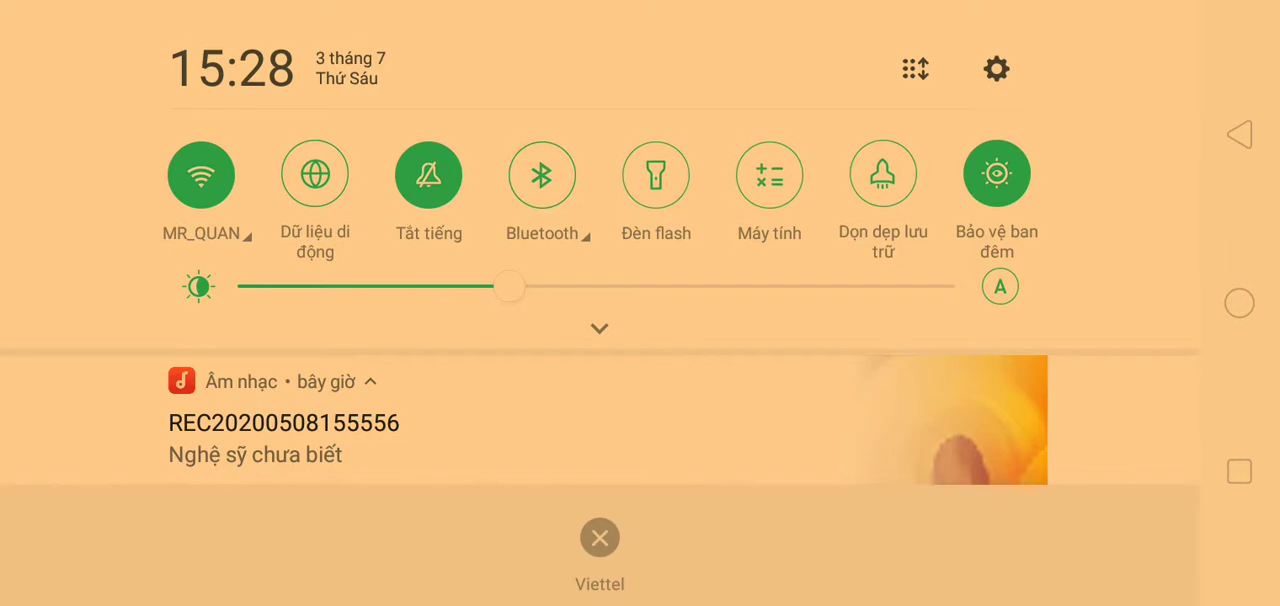 15:28
3 tháng 7
Thứ Sáu
MR_QUAN
Dữ liệu di
động
Tắt tiếng
Bluetooth
Đèn flash
Máy tính
Dọn dẹp lưu
trữ
Bảo vệ ban
đêm
A
Âm nhạc • bây giờ
REC20200508155556
Nghệ sỹ chưa biết
Viettel